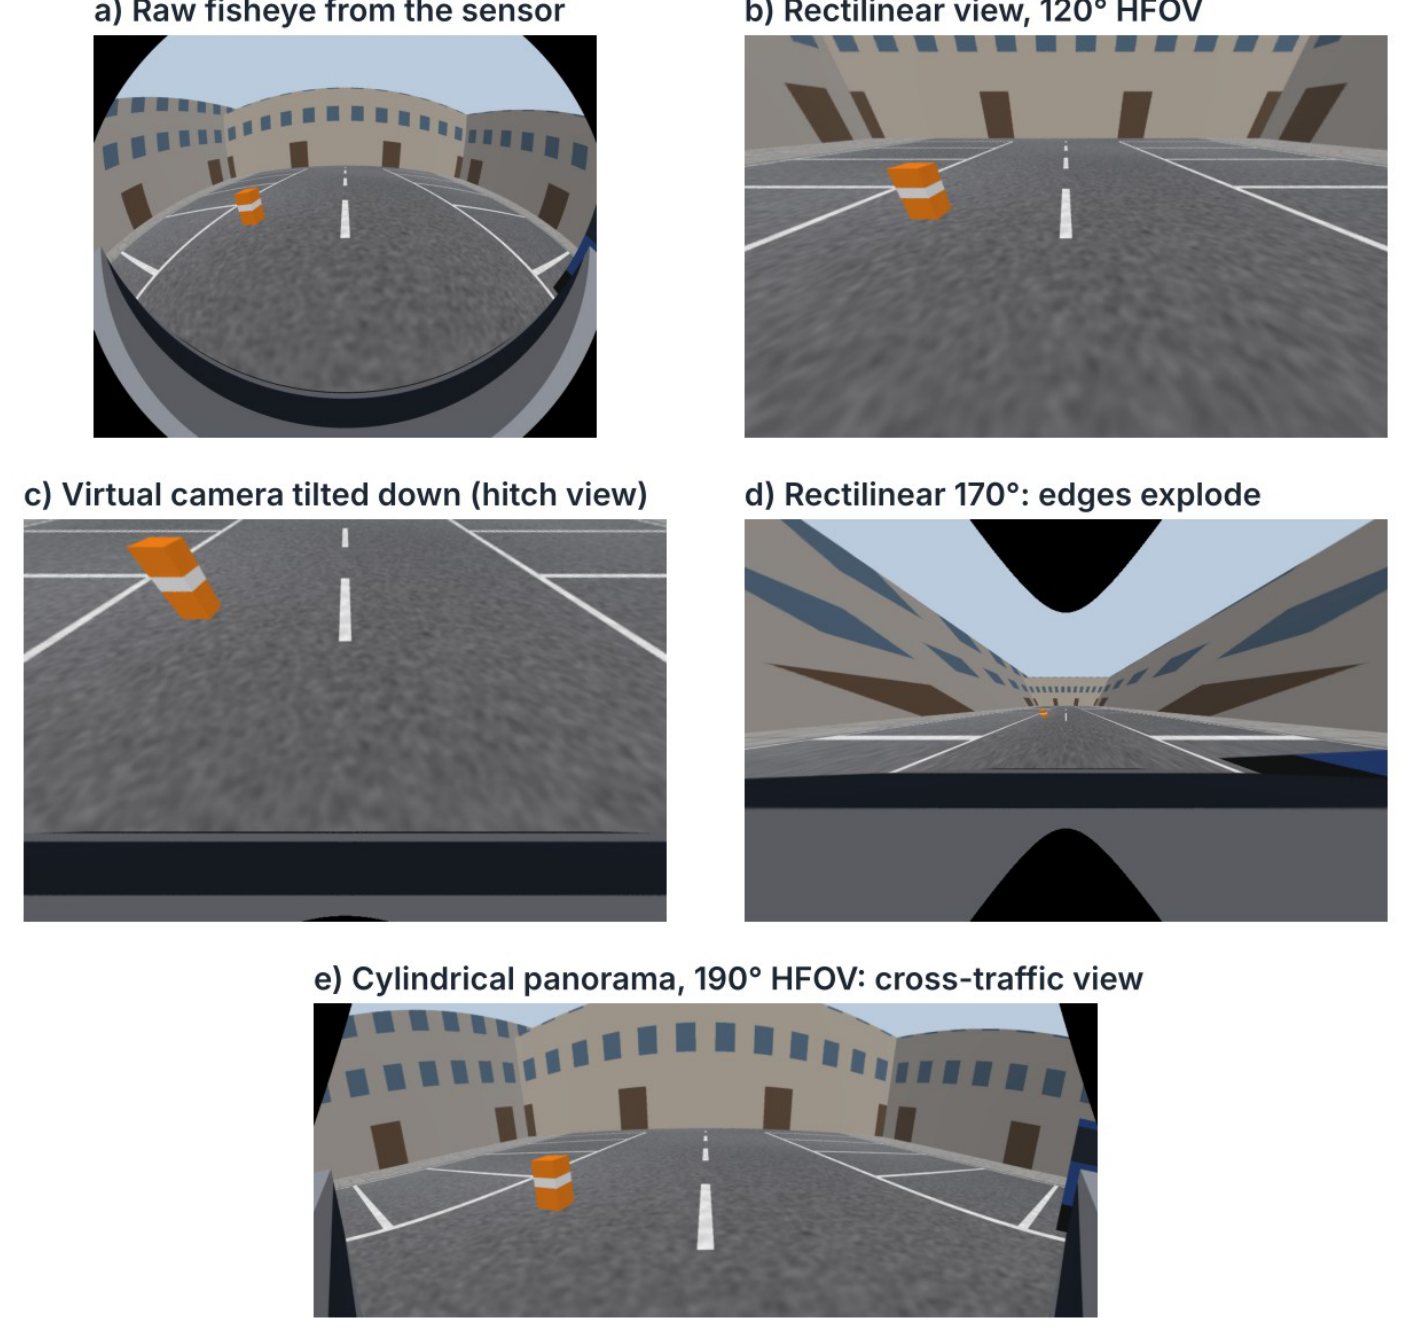 a) Raw fisheye from the sensor
b) Rectilinear view, 120° HFOV
c) Virtual camera tilted down (hitch view)
d) Rectilinear 170°: edges explode
e) Cylindrical panorama, 190° HFOV: cross-traffic view